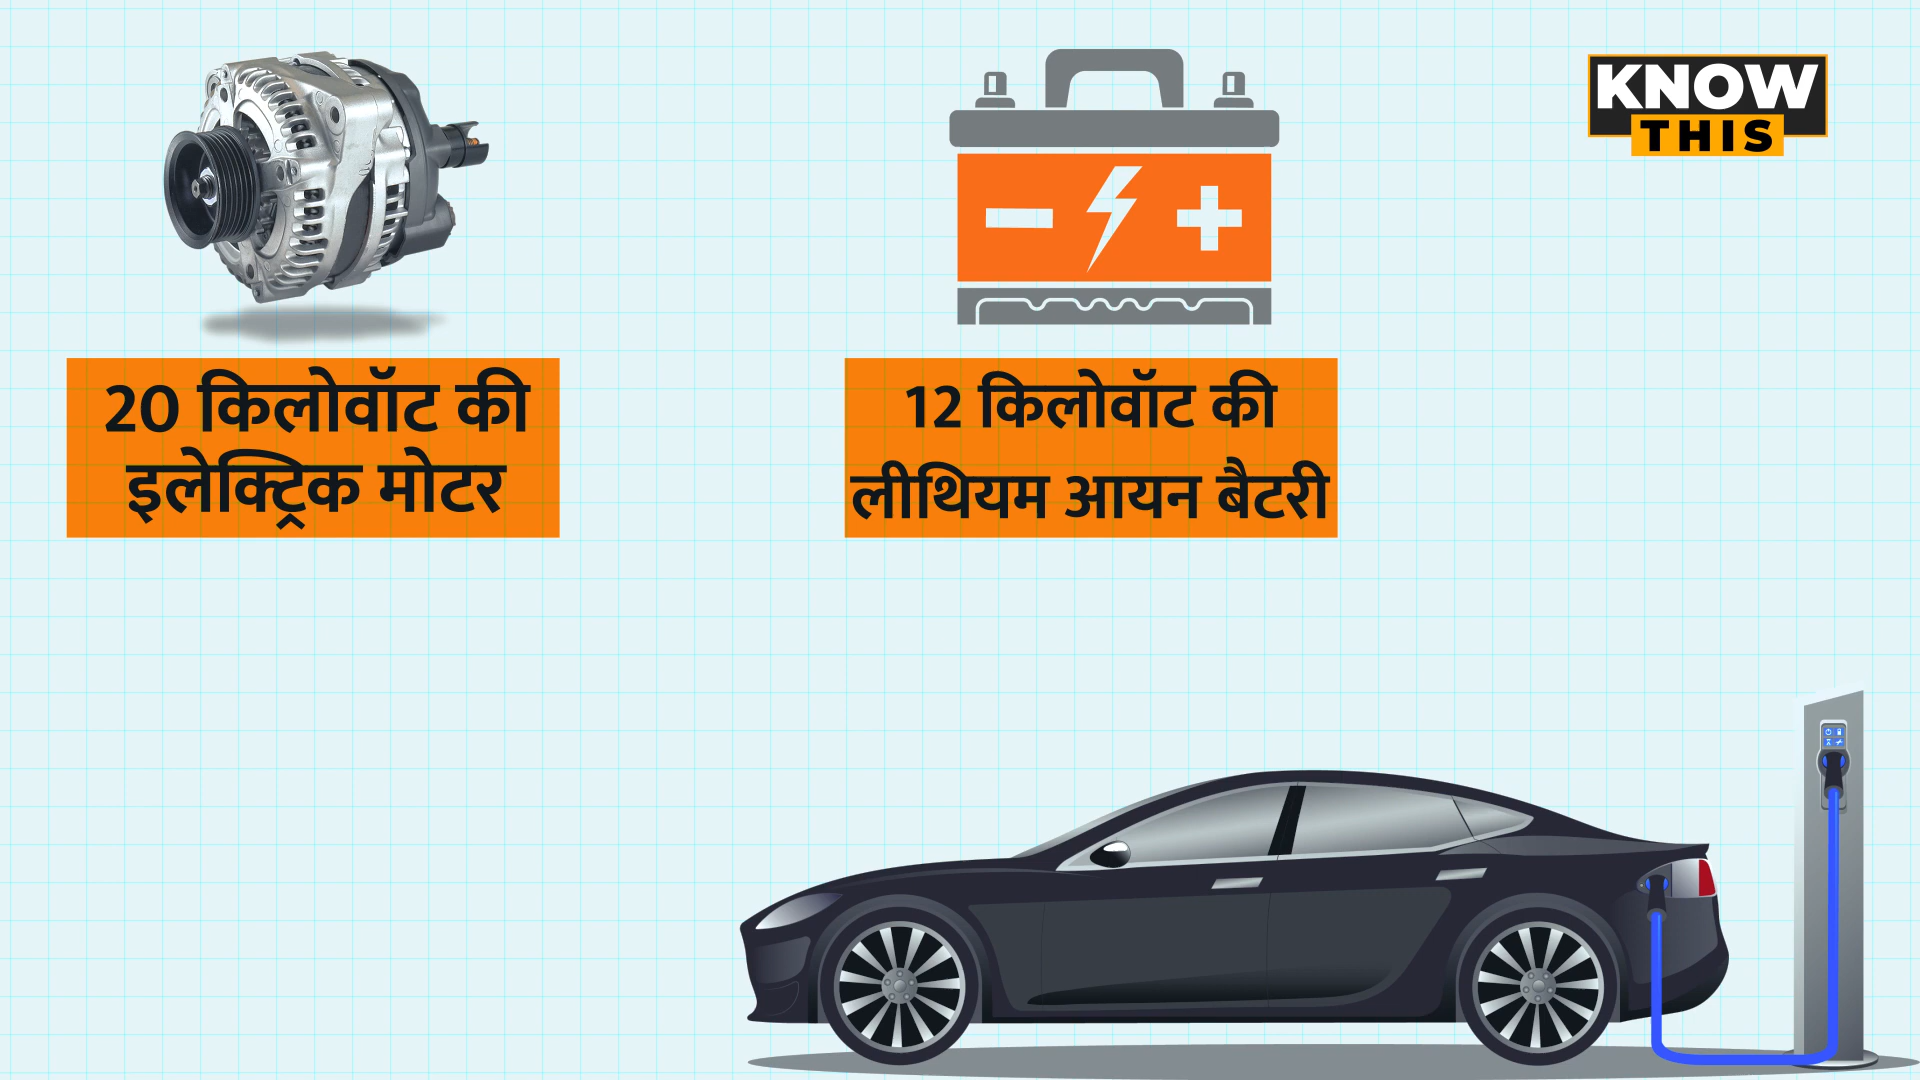 KNOW
THIS
20 किलोवॉट की
इलेक्ट्रिक मोटर
12 किलोवॉट की
लीथियम आयन बैटरी